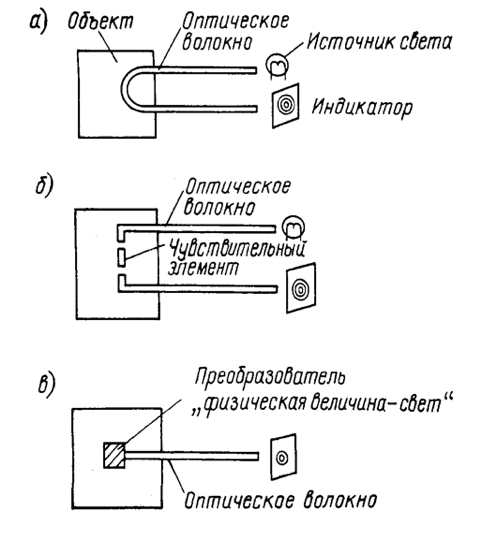 а)
Объект
Оптическое
волокно
Источник света
Индикатор
б)
Оптическое
волокно
Чувствительный
элемент
в)
Преобразователь
„физическая величина-свет“
Оптическое волокно